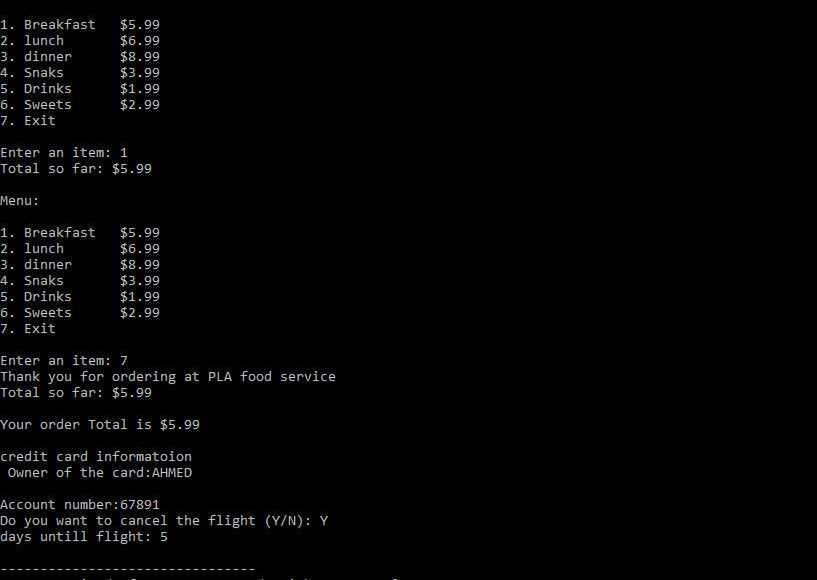 1. Breakfast   $5.99
2. lunch       $6.99
3. dinner      $8.99
4. Snaks       $3.99
5. Drinks      $1.99
6. Sweets      $2.99
7. Exit
Enter an item: 1
Total so far: $5.99
Menu:
1. Breakfast   $5.99
2. lunch       $6.99
3. dinner      $8.99
4. Snaks       $3.99
5. Drinks      $1.99
6. Sweets      $2.99
7. Exit
Enter an item: 7
Thank you for ordering at PLA food service
Total so far: $5.99
Your order Total is $5.99
credit card informatoion
 Owner of the card:AHMED
Account number:67891
Do you want to cancel the flight (Y/N): Y
days untill flight: 5
--------------------------------